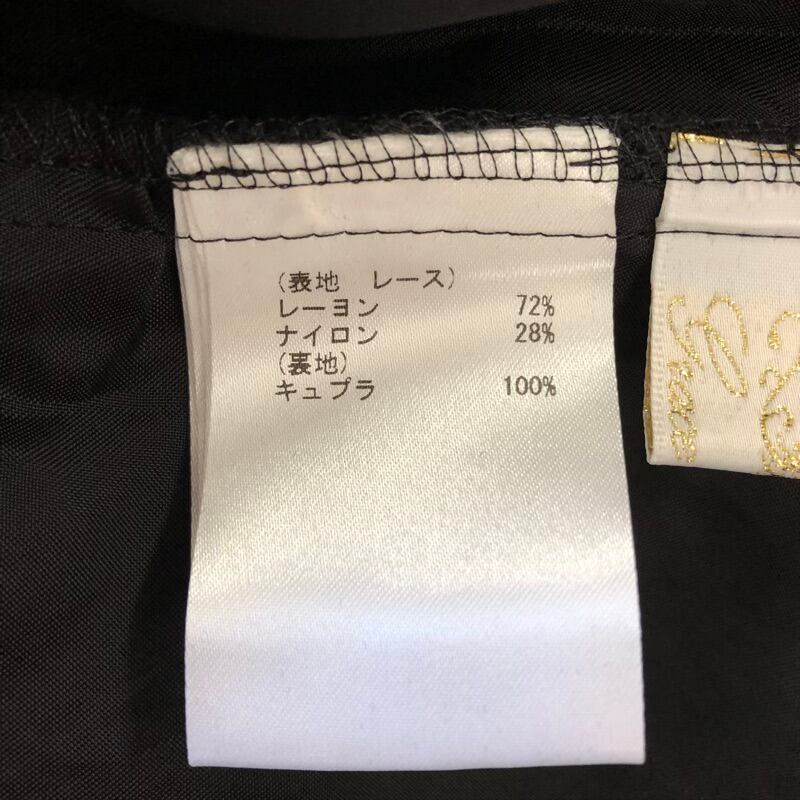 (表地　レース)
レーヨン 72%
ナイロン 28%
(裏地)
キュプラ 100%